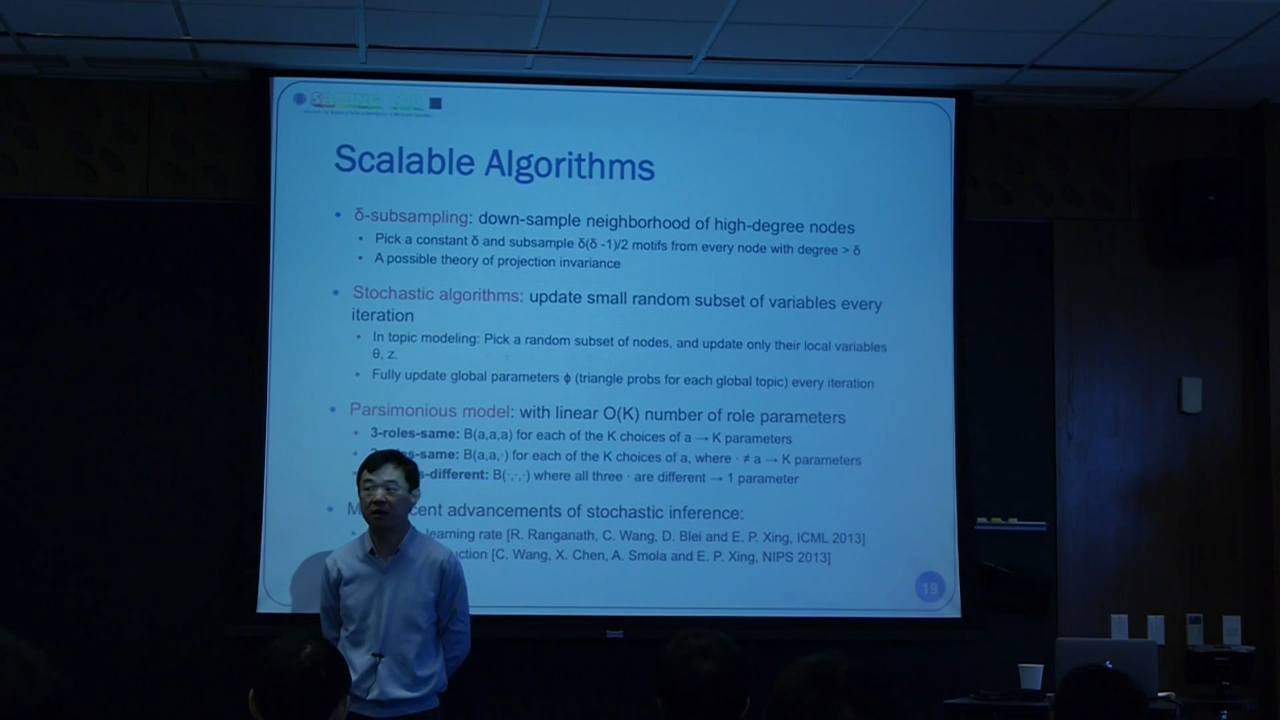 Scalable Algorithms
• δ-subsampling: down-sample neighborhood of high-degree nodes
• Pick a constant δ and subsample δ(δ -1)/2 motifs from every node with degree > δ
• A possible theory of projection invariance
• Stochastic algorithms: update small random subset of variables every
iteration
• In topic modeling: Pick a random subset of nodes, and update only their local variables
θ, z.
• Fully update global parameters ϕ (triangle probs for each global topic) every iteration
• Parsimonious model: with linear O(K) number of role parameters
• 3-roles-same: B(a,a,a) for each of the K choices of a → K parameters
• -same: B(a,a,·) for each of the K choices of a, where · ≠ a → K parameters
-different: B(·,·,·) where all three · are different → 1 parameter
• advancements of stochastic inference:
• learning rate [R. Ranganath, C. Wang, D. Blei and E. P. Xing, ICML 2013]
[C. Wang, X. Chen, A. Smola and E. P. Xing, NIPS 2013]
19